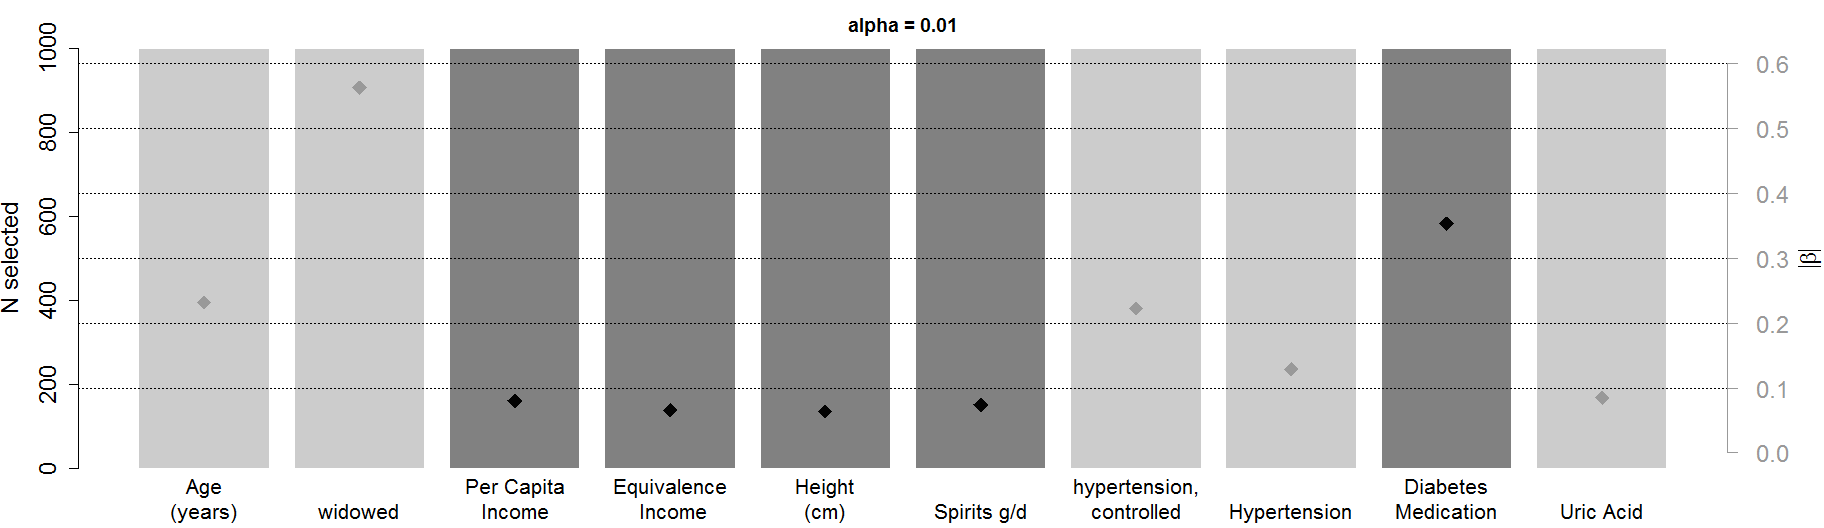 alpha = 0.01
N selected
1000
800
600
400
200
0
0.6
0.5
0.4
0.3
0.2
0.1
0.0
|β|
Age
(years)
widowed
Per Capita
Income
Equivalence
Income
Height
(cm)
Spirits g/d
hypertension,
controlled
Hypertension
Diabetes
Medication
Uric Acid